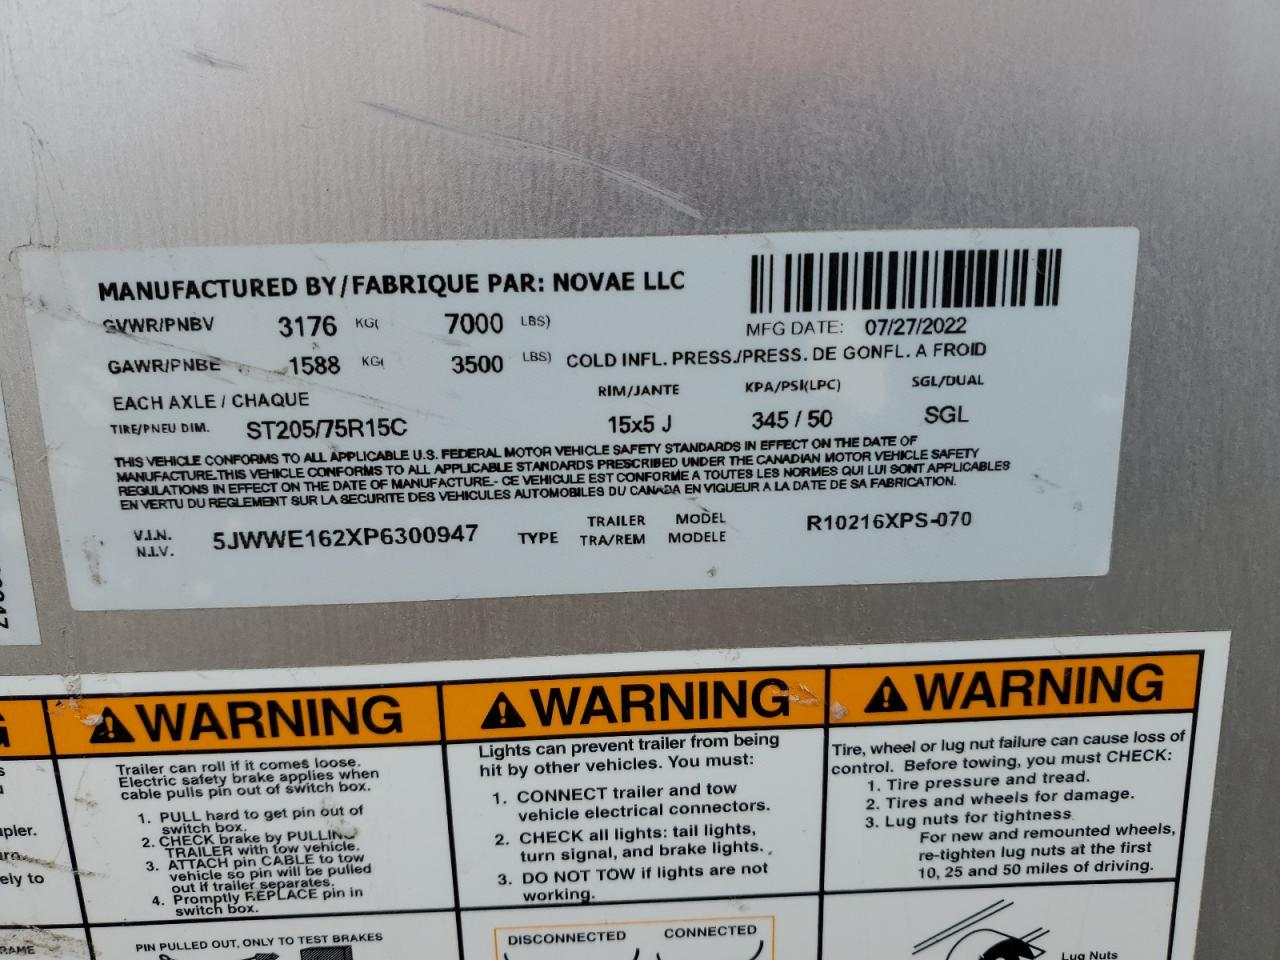 MANUFACTURED BY/FABRIQUE PAR: NOVAE LLC
GVWR/PNBV 3176 KG( 7000 LBS)
MFG DATE: 07/27/2022
GAWR/PNBE 1588 KG( 3500 LBS) COLD INFL. PRESS./PRESS. DE GONFL. A FROID
EACH AXLE / CHAQUE RIM/JANTE KPA/PSI(LPC) SGL/DUAL
TIRE/PNEU DIM. ST205/75R15C 15x5 J 345 / 50 SGL
THIS VEHICLE CONFORMS TO ALL APPLICABLE U.S. FEDERAL MOTOR VEHICLE SAFETY STANDARDS IN EFFECT ON THE DATE OF
MANUFACTURE.THIS VEHICLE CONFORMS TO ALL APPLICABLE STANDARDS PRESCRIBED UNDER THE CANADIAN MOTOR VEHICLE SAFETY
REGULATIONS IN EFFECT ON THE DATE OF MANUFACTURE.- CE VEHICULE EST CONFORME A TOUTES LES NORMES QUI LUI SONT APPLICABLES
EN VERTU DU REGLEMENT SUR LA SECURITE DES VEHICULES AUTOMOBILES DU CANADA EN VIGUEUR A LA DATE DE SA FABRICATION.
V.I.N. 5JWWE162XP6300947 TYPE TRAILER MODEL R10216XPS-070
N.I.V. TRA/REM MODELE
WARNING
Trailer can roll if it comes loose.
Electric safety brake applies when
cable pulls pin out of switch box.
1. PULL hard to get pin out of
switch box.
2. CHECK brake by PULLING
TRAILER with tow vehicle.
3. ATTACH pin CABLE to tow
vehicle so pin will be pulled
out if trailer separates.
4. Promptly REPLACE pin in
switch box.
PIN PULLED OUT, ONLY TO TEST BRAKES
WARNING
Lights can prevent trailer from being
hit by other vehicles. You must:
1. CONNECT trailer and tow
vehicle electrical connectors.
2. CHECK all lights: tail lights,
turn signal, and brake lights.
3. DO NOT TOW if lights are not
working.
DISCONNECTED CONNECTED
WARNING
Tire, wheel or lug nut failure can cause loss of
control. Before towing, you must CHECK:
1. Tire pressure and tread.
2. Tires and wheels for damage.
3. Lug nuts for tightness
For new and remounted wheels,
re-tighten lug nuts at the first
10, 25 and 50 miles of driving.
Lug Nuts